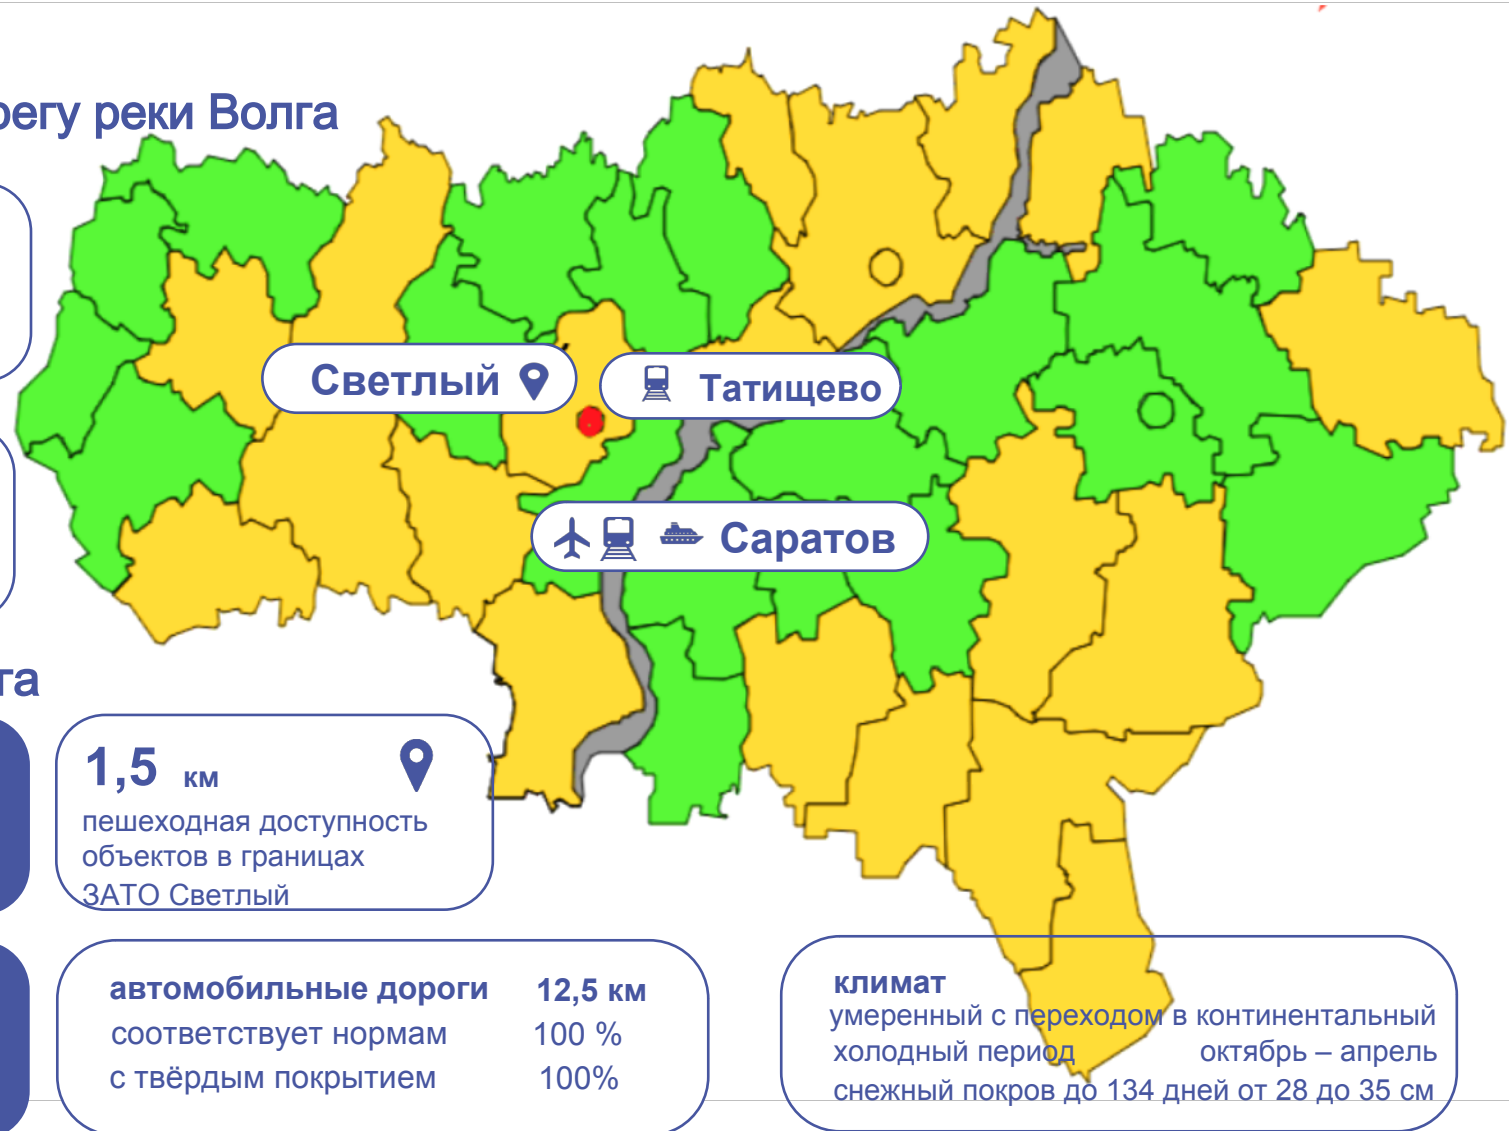 регу реки Волга
Светлый
Татищево
Саратов
га
1,5 км
пешеходная доступность
объектов в границах
ЗАТО Светлый
автомобильные дороги 12,5 км
соответствует нормам 100 %
с твёрдым покрытием 100%
климат
умеренный с переходом в континентальный
холодный период октябрь – апрель
снежный покров до 134 дней от 28 до 35 см